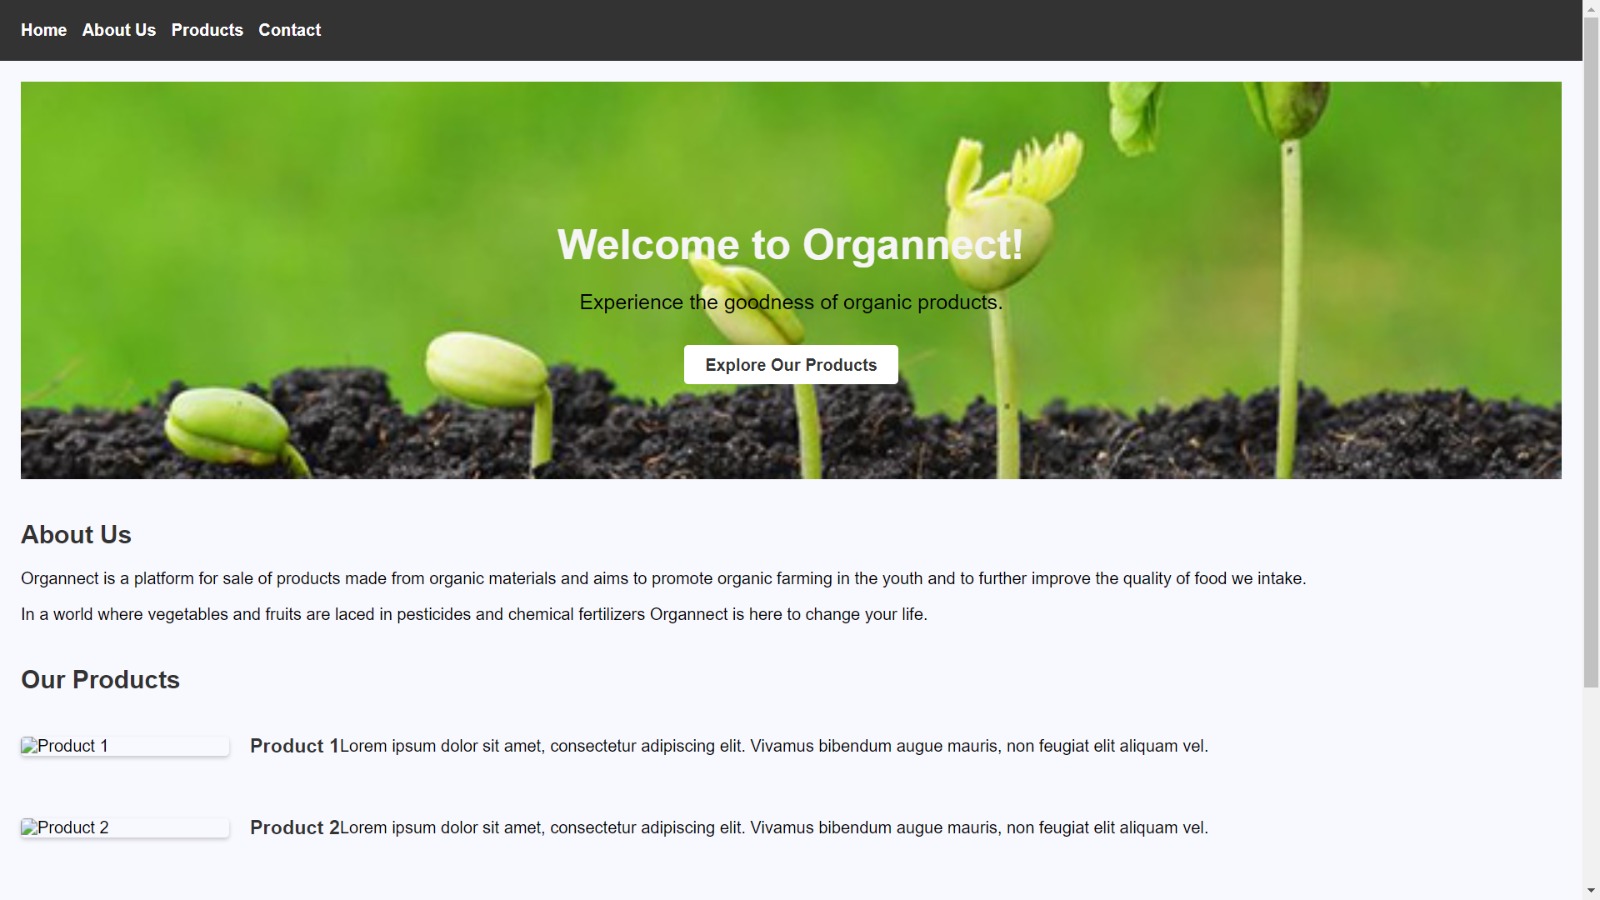 Home About Us Products Contact
Welcome to Organnect!
Experience the goodness of organic products.
Explore Our Products
About Us
Organnect is a platform for sale of products made from organic materials and aims to promote organic farming in the youth and to further improve the quality of food we intake.
In a world where vegetables and fruits are laced in pesticides and chemical fertilizers Organnect is here to change your life.
Our Products
Product 1 Product 1Lorem ipsum dolor sit amet, consectetur adipiscing elit. Vivamus bibendum augue mauris, non feugiat elit aliquam vel.
Product 2 Product 2Lorem ipsum dolor sit amet, consectetur adipiscing elit. Vivamus bibendum augue mauris, non feugiat elit aliquam vel.